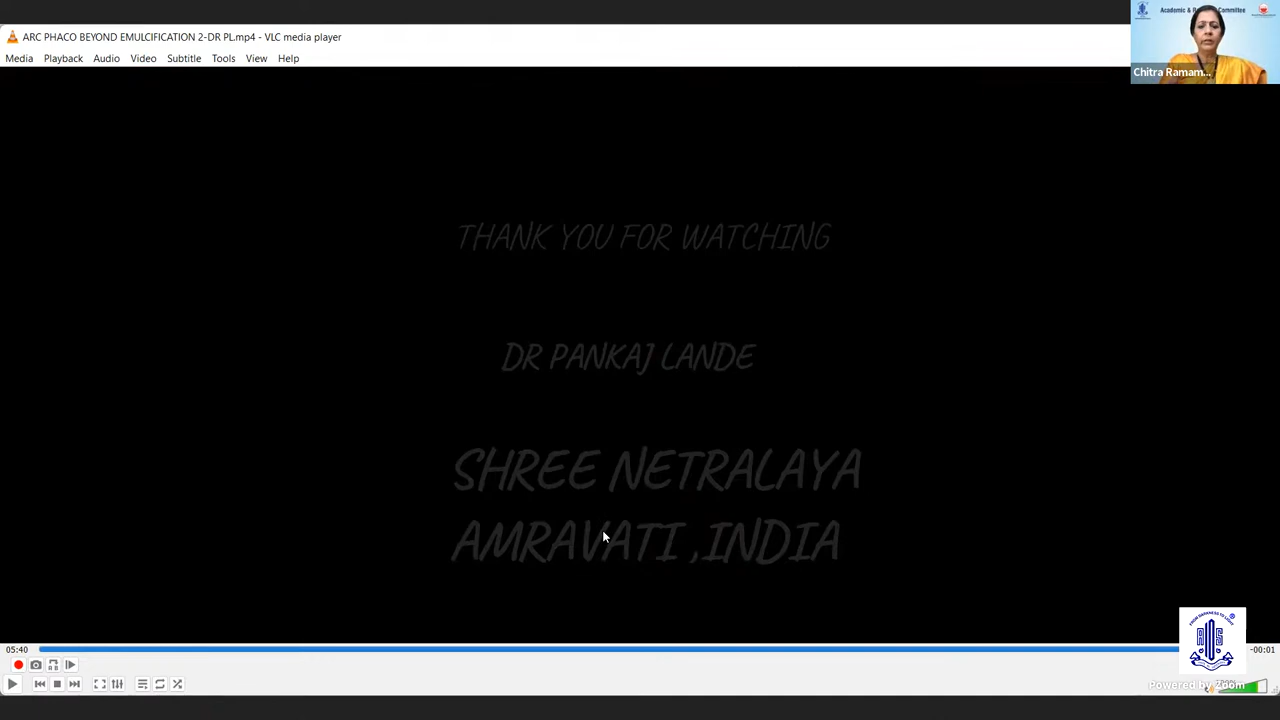 ARC PHACO BEYOND EMULCIFICATION 2-DR PL.mp4 - VLC media player
Media Playback Audio Video Subtitle Tools View Help
Chitra Ramam...
THANK YOU FOR WATCHING
DR PANKAJ LANDE
SHREE NETRALAYA
AMRAVATI ,INDIA
05:40
-00:01
Powered by Zoom